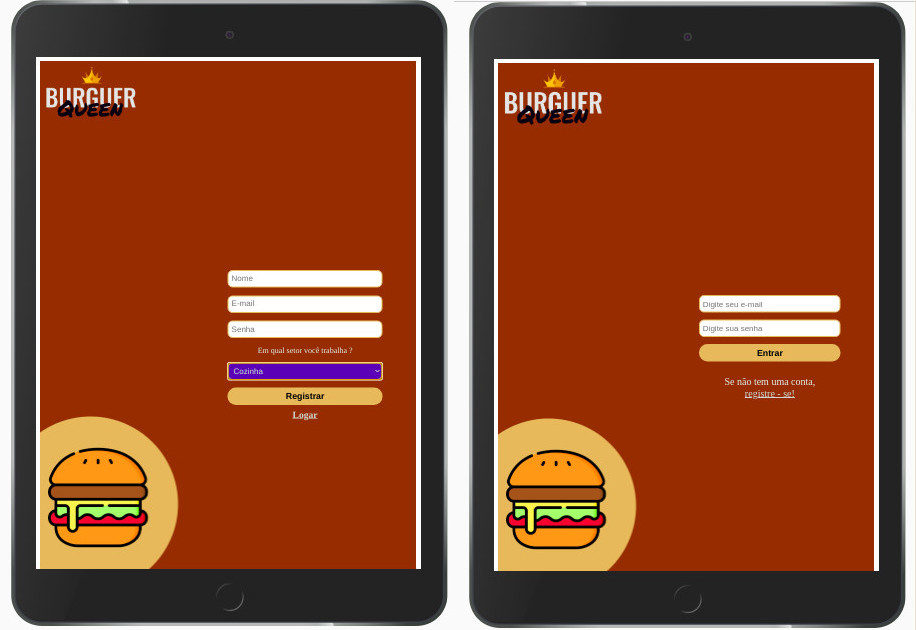 BURGUER
QUEEN
Nome
E-mail
Senha
Em qual setor você trabalha ?
Cozinha
Registrar
Logar
BURGUER
QUEEN
Digite seu e-mail
Digite sua senha
Entrar
Se não tem uma conta,
registre - se!